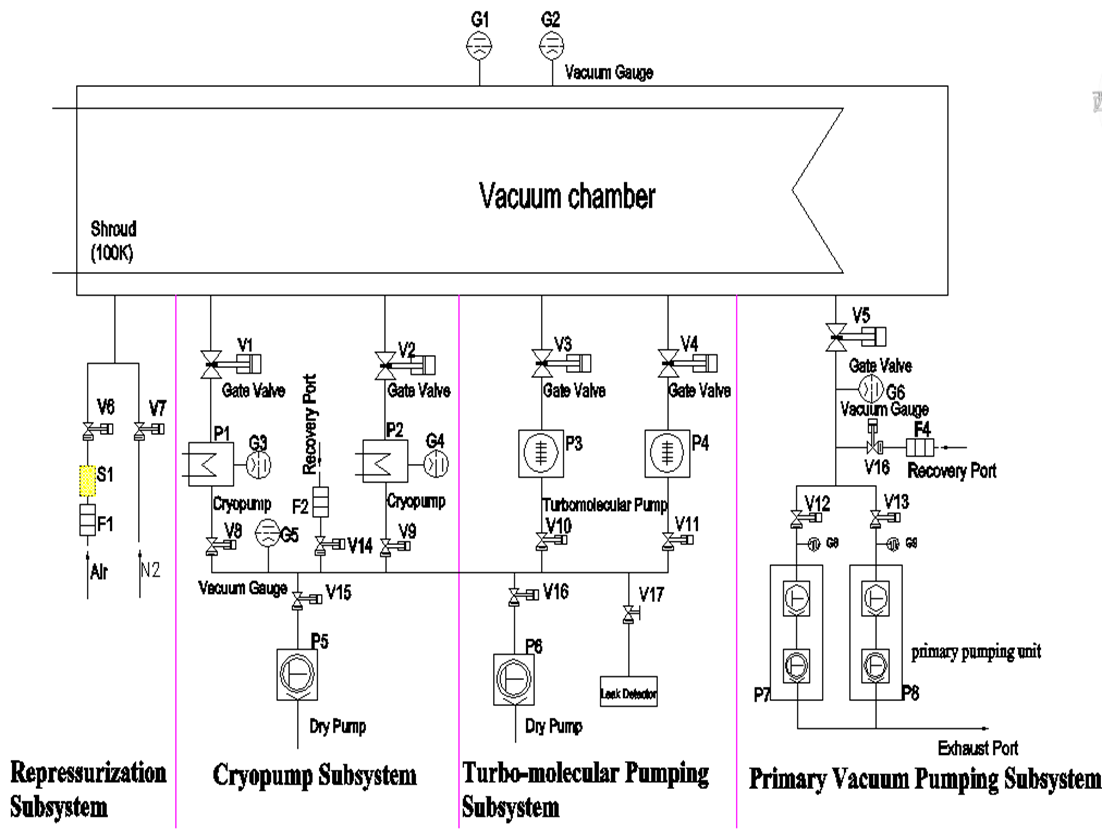 G1
G2
Vacuum Gauge
Vacuum chamber
Shroud
(100K)
V1
V2
V3
V4
V5
Gate Valve
Gate Valve
Gate Valve
Gate Valve
Gate Valve
G6
Vacuum Gauge
V6
V7
P1
G3
Recovery Port
P2
G4
P3
P4
F4
V16
Recovery Port
S1
F1
Cryopump
F2
Cryopump
Turbomolecular Pump
V8
G5
V14
V9
V10
V11
V12
V13
Air
N2
Vacuum Gauge
V15
V16
V17
P5
P6
Leak Detector
primary pumping unit
P7
P8
Dry Pump
Dry Pump
Exhaust Port
Repressurization
Subsystem
Cryopump Subsystem
Turbo-molecular Pumping
Subsystem
Primary Vacuum Pumping Subsystem